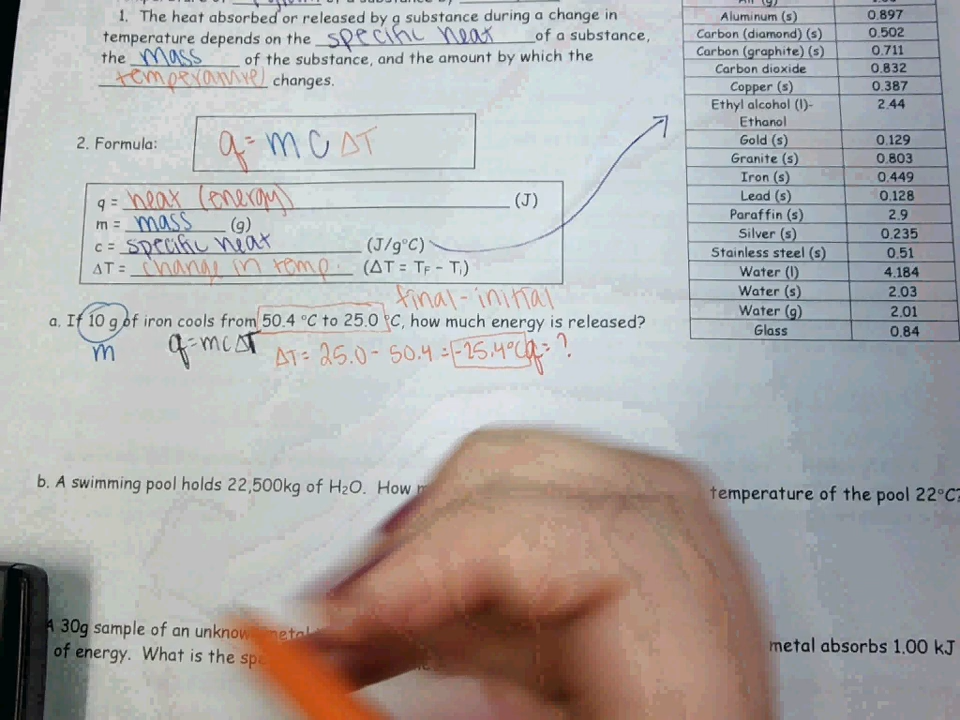 1. The heat absorbed or released by a substance during a change in
temperature depends on the specific heat of a substance,
the mass of the substance, and the amount by which the
temperature changes.
2. Formula: q = m c ΔT
q = heat (energy) (J)
m = mass (g)
c = specific heat (J/g°C)
ΔT = change in temp. (ΔT = TF - Ti)
final - initial
a. If 10 g of iron cools from 50.4 °C to 25.0 °C, how much energy is released?
m q = mcΔT ΔT = 25.0 - 50.4 = -25.4°C q = ?
b. A swimming pool holds 22,500kg of H2O. How temperature of the pool 22°C?
30g sample of an unknown metal metal absorbs 1.00 kJ
of energy. What is the
Aluminum (s) 0.897
Carbon (diamond) (s) 0.502
Carbon (graphite) (s) 0.711
Carbon dioxide 0.832
Copper (s) 0.387
Ethyl alcohol (l)- 2.44
Ethanol
Gold (s) 0.129
Granite (s) 0.803
Iron (s) 0.449
Lead (s) 0.128
Paraffin (s) 2.9
Silver (s) 0.235
Stainless steel (s) 0.51
Water (l) 4.184
Water (s) 2.03
Water (g) 2.01
Glass 0.84